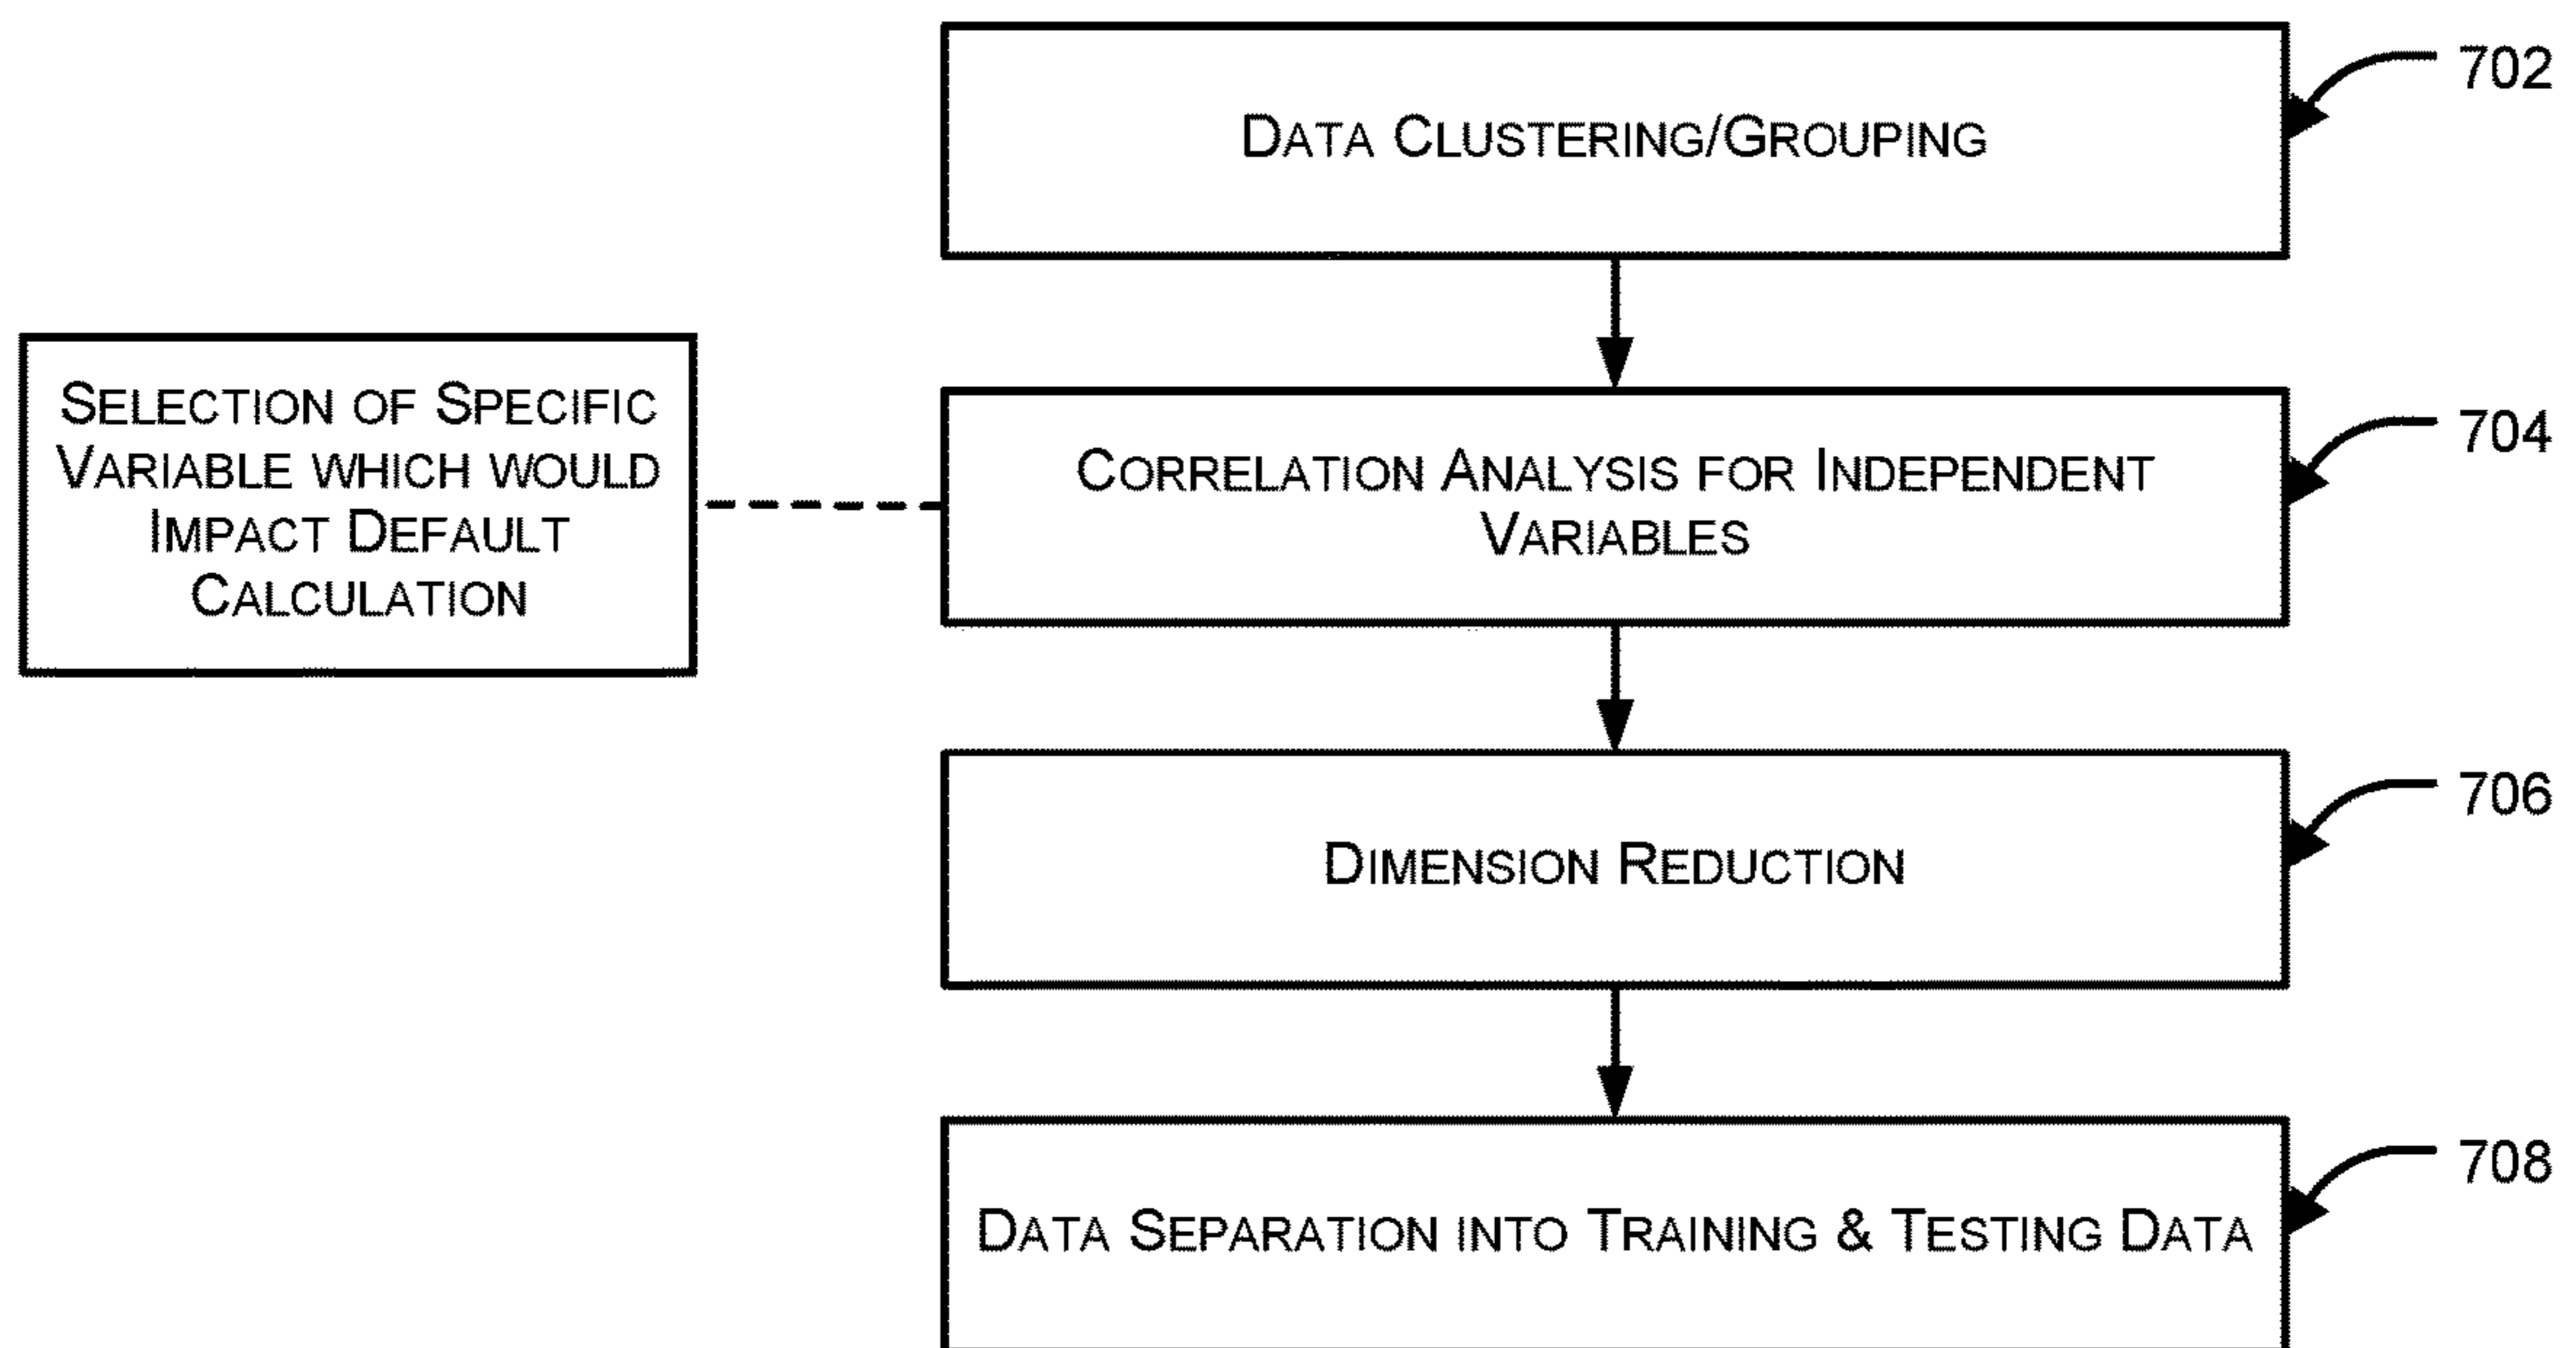 DATA CLUSTERING/GROUPING
702
SELECTION OF SPECIFIC
VARIABLE WHICH WOULD
IMPACT DEFAULT
CALCULATION
CORRELATION ANALYSIS FOR INDEPENDENT
VARIABLES
704
DIMENSION REDUCTION
706
DATA SEPARATION INTO TRAINING & TESTING DATA
708